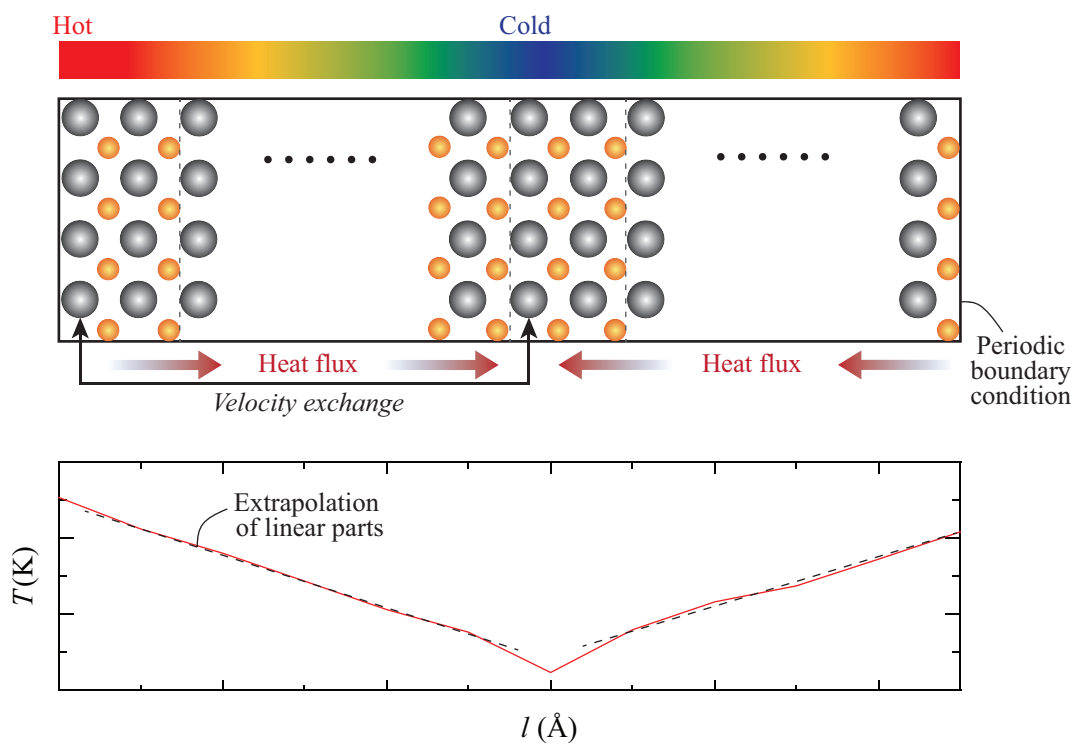 Hot
Cold
Heat flux
Heat flux
Velocity exchange
Periodic
boundary
condition
Extrapolation
of linear parts
T(K)
l (Å)